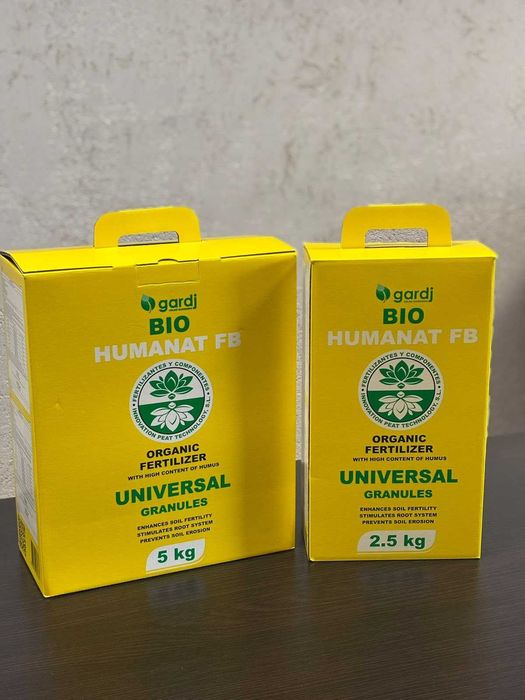 gardj
BIO
HUMANAT FB
FERTILIZANTES Y COMPONENTES
INNOVATION PEAT TECHNOLOGY, S.L.
ORGANIC
FERTILIZER
WITH HIGH CONTENT OF HUMUS
UNIVERSAL
GRANULES
ENHANCES SOIL FERTILITY
STIMULATES ROOT SYSTEM
PREVENTS SOIL EROSION
5 kg
gardj
BIO
HUMANAT FB
FERTILIZANTES Y COMPONENTES
INNOVATION PEAT TECHNOLOGY, S.L.
ORGANIC
FERTILIZER
WITH HIGH CONTENT OF HUMUS
UNIVERSAL
GRANULES
ENHANCES SOIL FERTILITY
STIMULATES ROOT SYSTEM
PREVENTS SOIL EROSION
2.5 kg